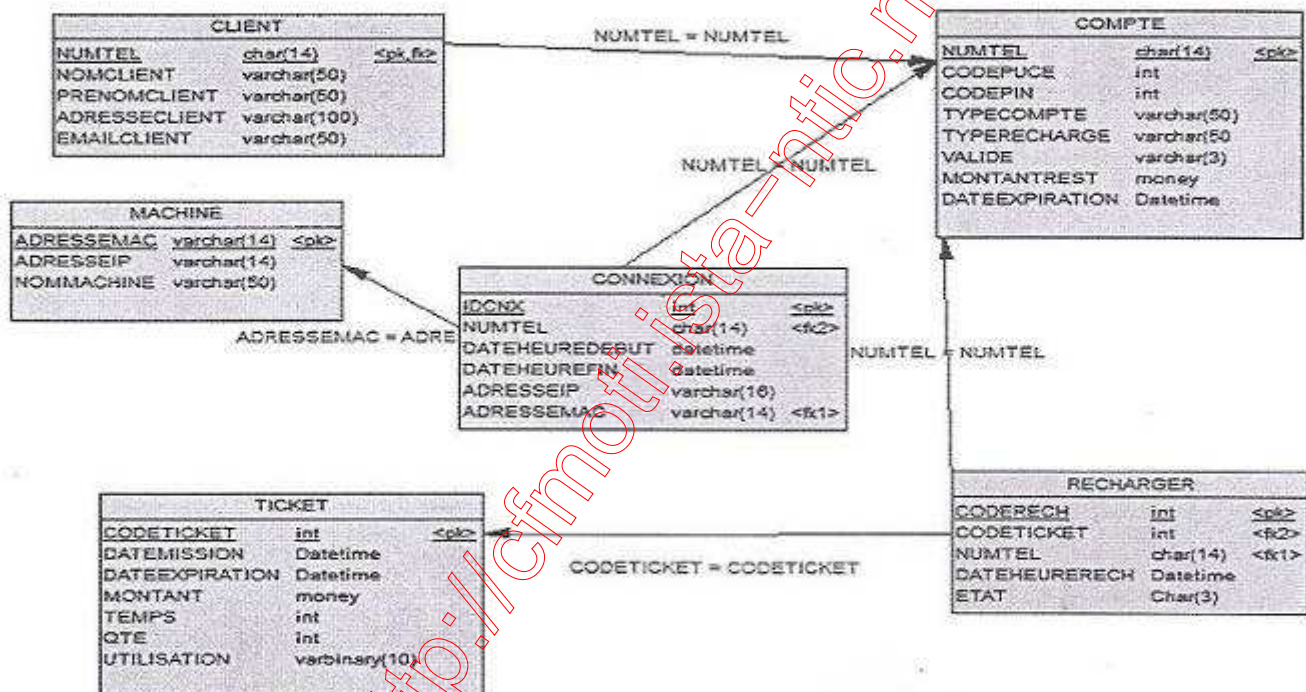 CLIENT
NUMTEL char(14) <pk,fk>
NOMCLIENT varchar(50)
PRENOMCLIENT varchar(50)
ADRESSECLIENT varchar(100)
EMAILCLIENT varchar(50)
NUMTEL = NUMTEL
COMPTE
NUMTEL char(14) <pk>
CODEPUCE int
CODEPIN int
TYPECOMPTE varchar(50)
TYPERECHARGE varchar(50
VALIDE varchar(3)
MONTANTREST money
DATEEXPIRATION Datetime
NUMTEL = NUMTEL
MACHINE
ADRESSEMAC varchar(14) <pk>
ADRESSEIP varchar(14)
NOMMACHINE varchar(50)
ADRESSEMAC = ADRE
CONNEXION
IDCNX int <pk>
NUMTEL char(14) <fk2>
DATEHEUREDEBUT datetime
DATEHEUREFIN datetime
ADRESSEIP varchar(16)
ADRESSEMAC varchar(14) <fk1>
NUMTEL = NUMTEL
TICKET
CODETICKET int <pk>
DATEMISSION Datetime
DATEEXPIRATION Datetime
MONTANT money
TEMPS int
QTE int
UTILISATION varbinary(10)
CODETICKET = CODETICKET
RECHARGER
CODERECH int <pk>
CODETICKET int <fk2>
NUMTEL char(14) <fk1>
DATEHEURERECH Datetime
ETAT Char(3)
tp://cfmoti.ista-ntic.n